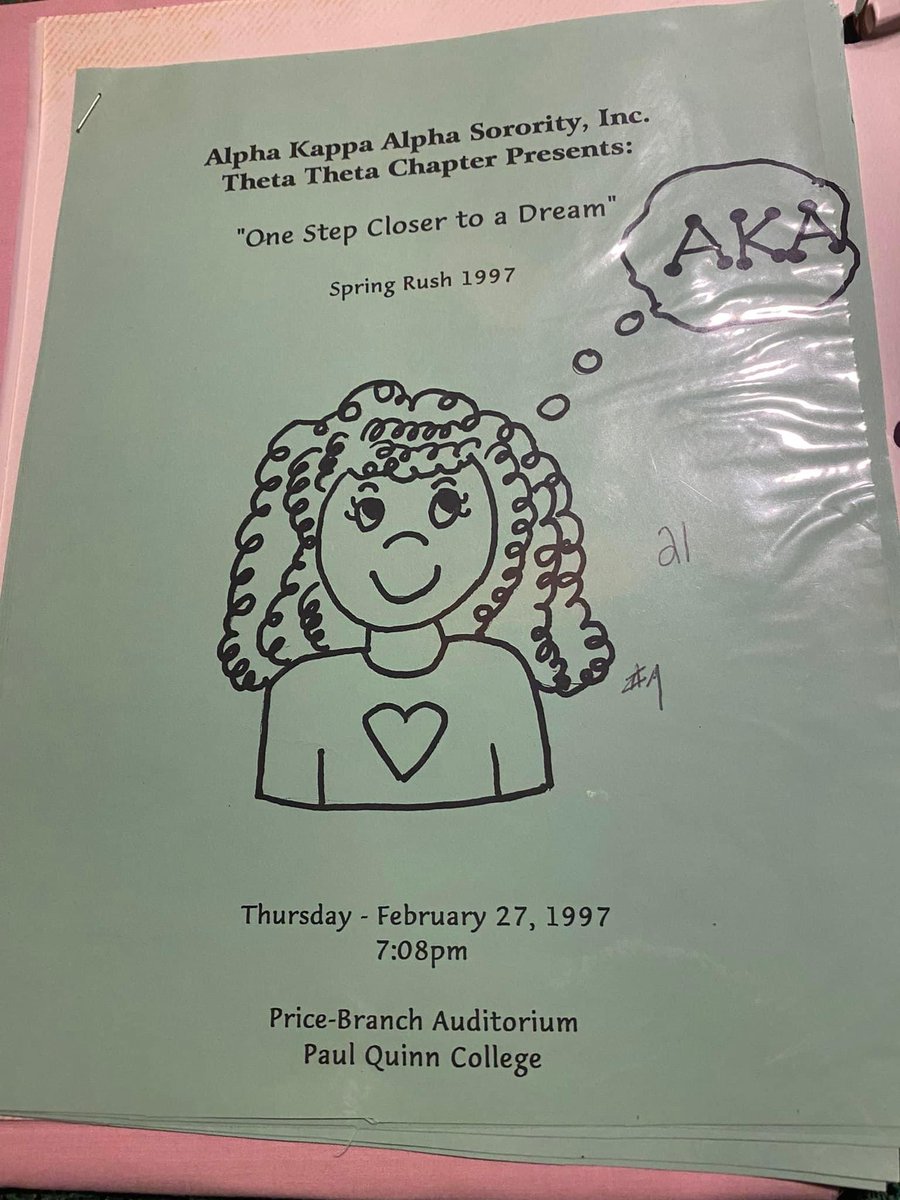 Alpha Kappa Alpha Sorority, Inc.
Theta Theta Chapter Presents:
"One Step Closer to a Dream"
AKA
Spring Rush 1997
21
Thursday - February 27, 1997
7:08pm
Price-Branch Auditorium
Paul Quinn College